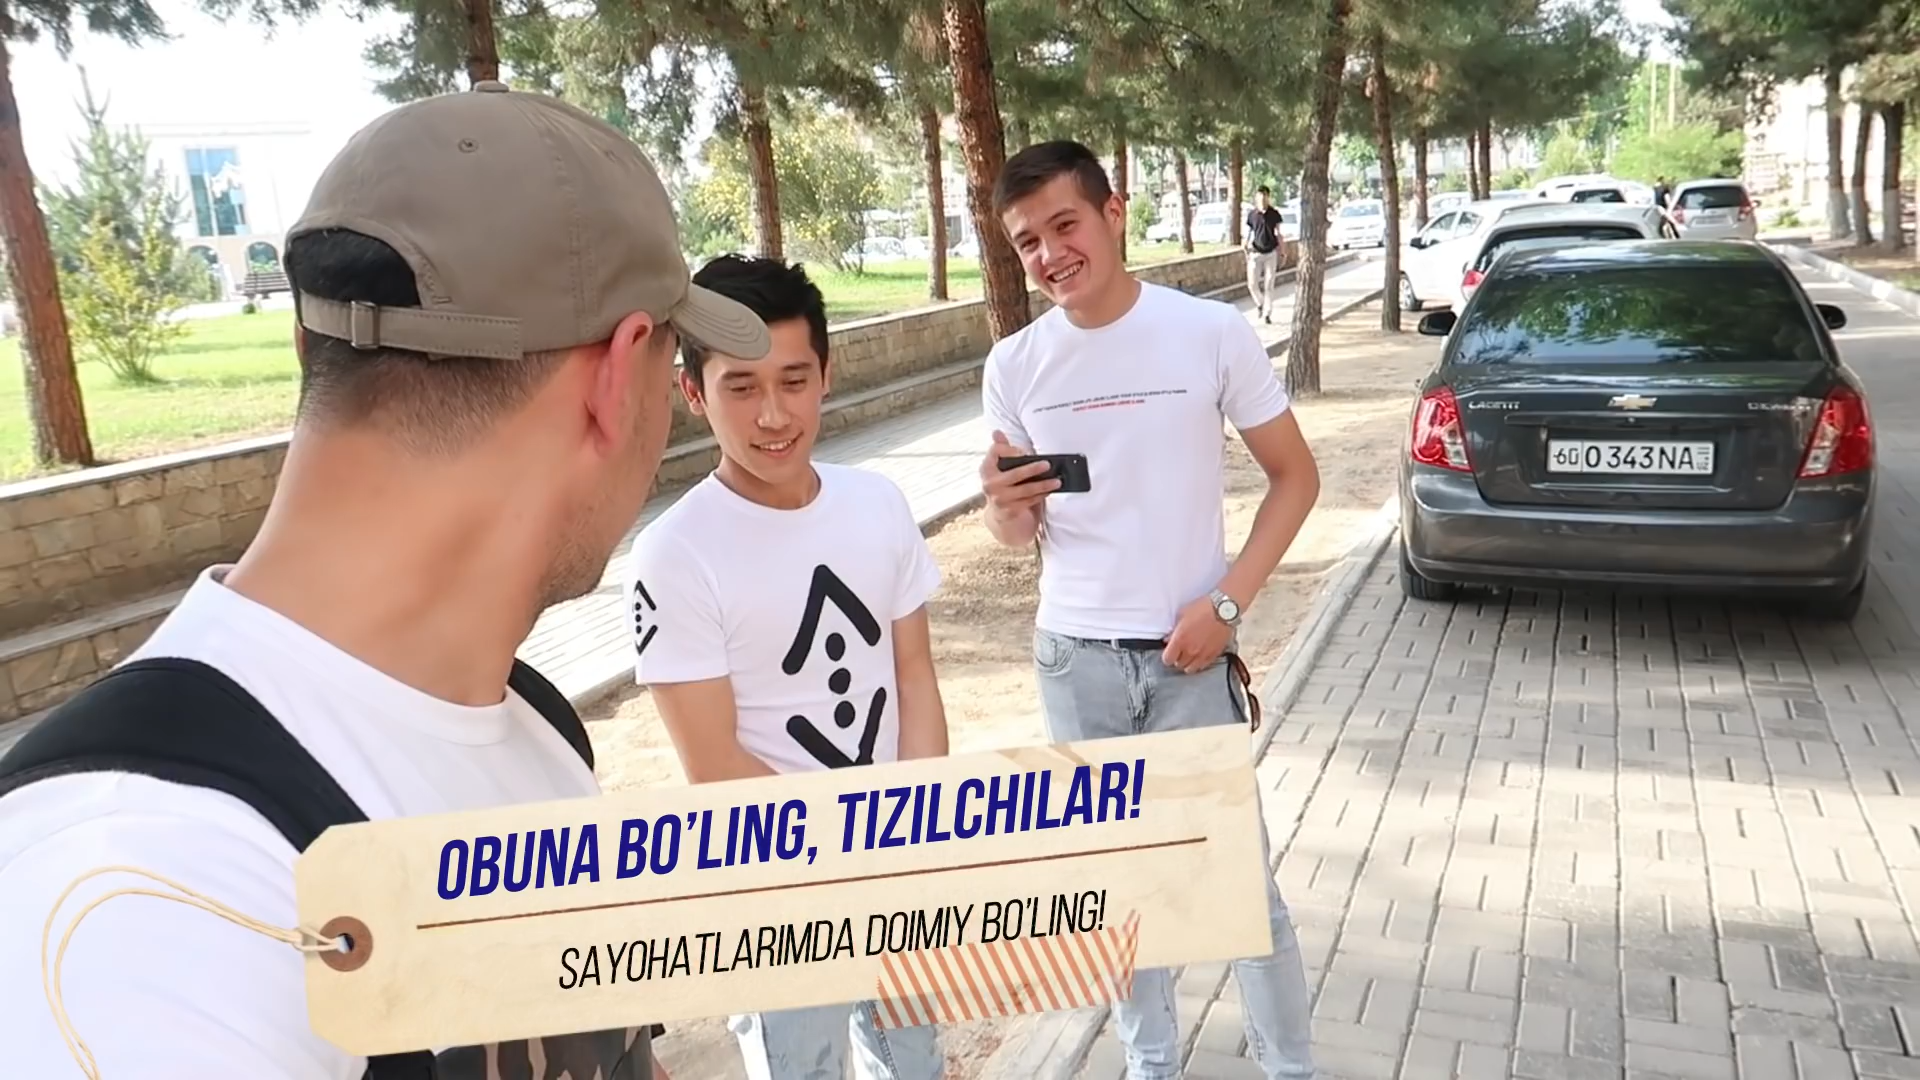 LACETTI
60 O 343 NA
OBUNA BO’LING, TIZILCHILAR!
SAYOHATLARIMDA DOIMIY BO’LING!